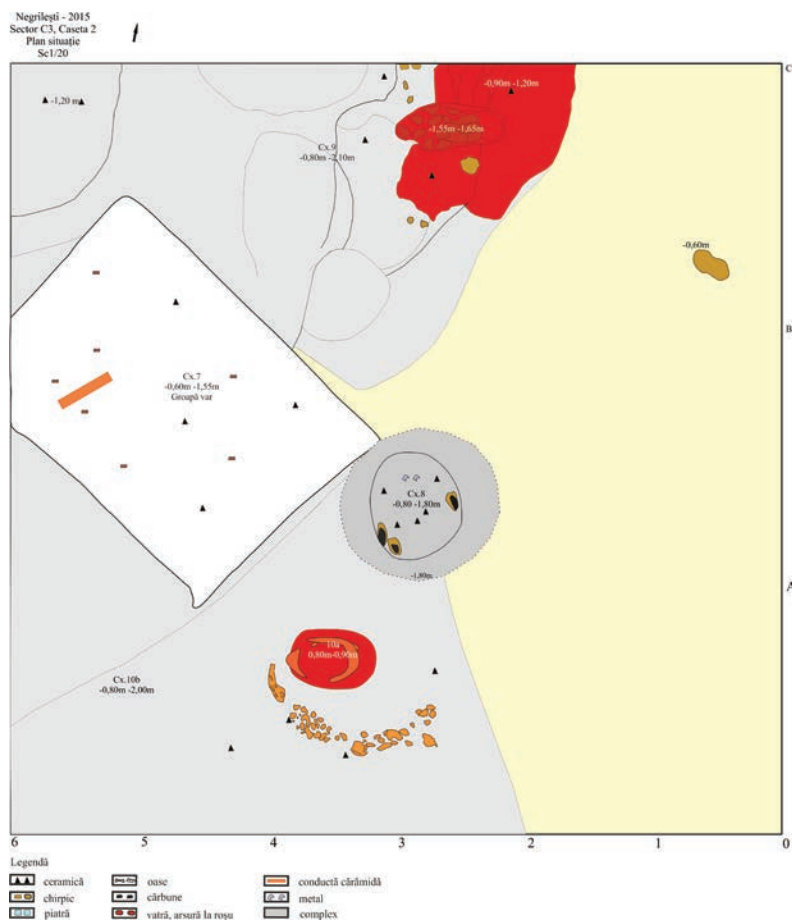 Negrilești - 2015
Sector C3, Caseta 2
Plan situație
Sc1/20
C
-0,90m -1,20m
-1,20 m
-1,55m -1,65m
Cx.9
-0,80m -2,10m
-0,60m
B
Cx.7
-0,60m -1,55m
Groapă var
Cx.8
-0,80 -1,80m
-1,80m
A
10a
0,80m-0,90m
Cx.10b
-0,80m -2,00m
6 5 4 3 2 1 0
Legendă
ceramică oase conductă cărămidă
chirpic cărbune metal
piatră vatră, arsură la roșu complex